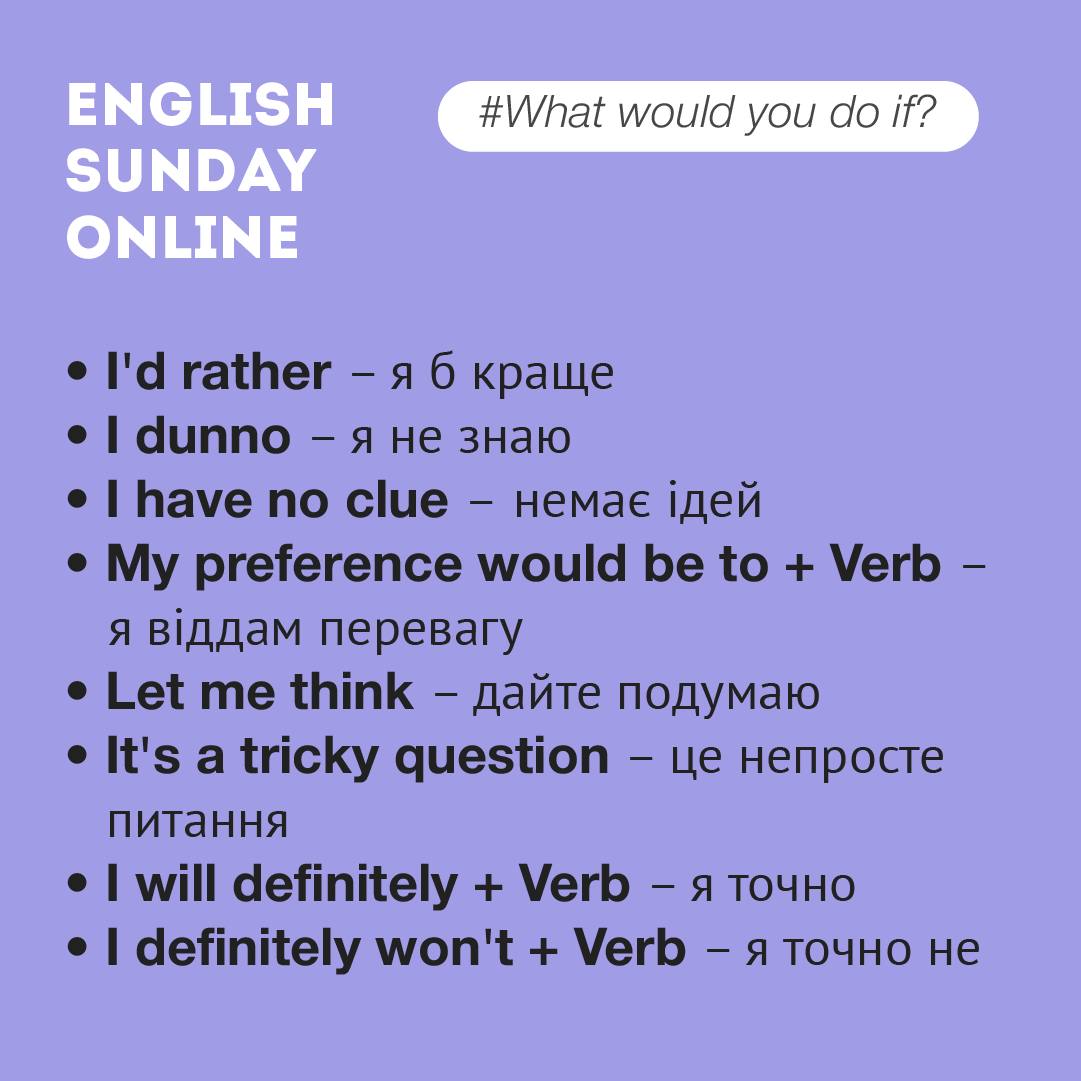 ENGLISH
SUNDAY
ONLINE
#What would you do if?
• I'd rather – я б краще
• I dunno – я не знаю
• I have no clue – немає ідей
• My preference would be to + Verb –
я віддам перевагу
• Let me think – дайте подумаю
• It's a tricky question – це непросте
питання
• I will definitely + Verb – я точно
• I definitely won't + Verb – я точно не